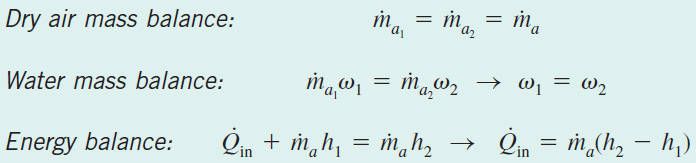 Dry air mass balance: ṁₐ₁ = ṁₐ₂ = ṁₐ
Water mass balance: ṁₐ₁ω₁ = ṁₐ₂ω₂ → ω₁ = ω₂
Energy balance: Q̇in + ṁₐh₁ = ṁₐh₂ → Q̇in = ṁₐ(h₂ − h₁)